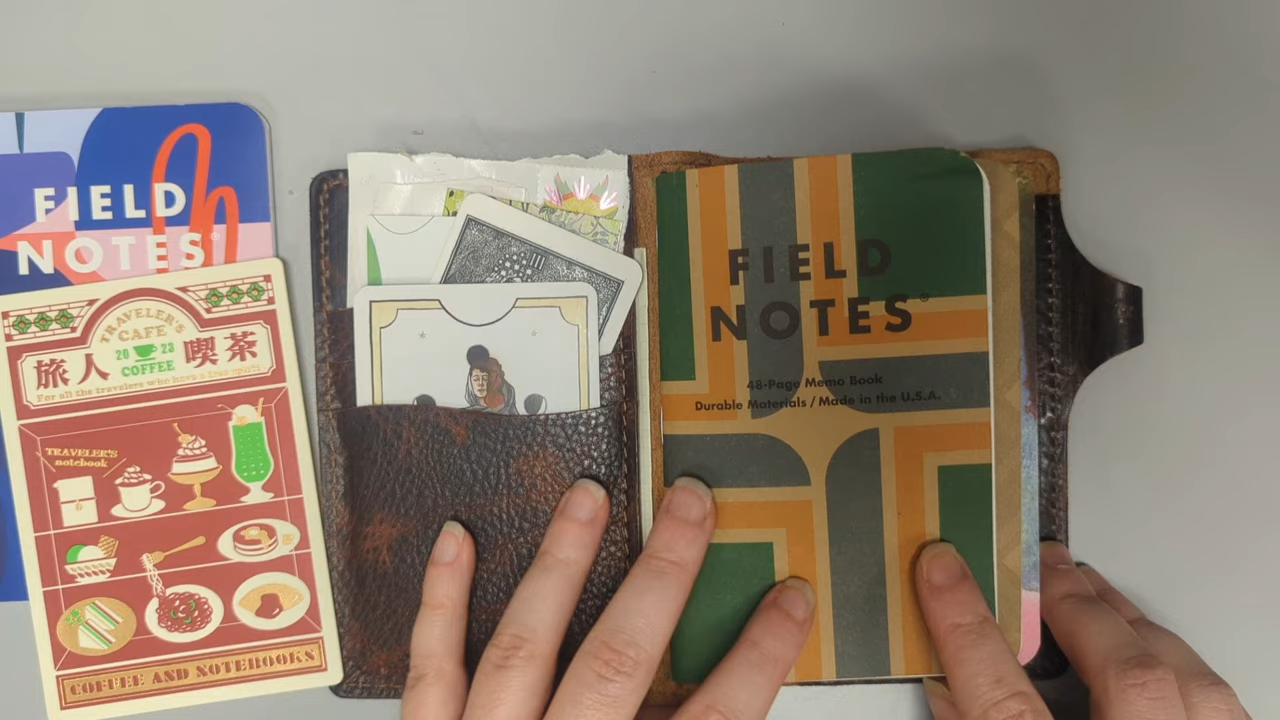 FIELD
NOTES®
TRAVELER'S
CAFE
旅人 喫茶
20 23
COFFEE
For all the travelers who have a free spirit!
TRAVELER'S
notebook
COFFEE AND NOTEBOOKS
FIELD
NOTES®
48-Page Memo Book
Durable Materials / Made in the U.S.A.